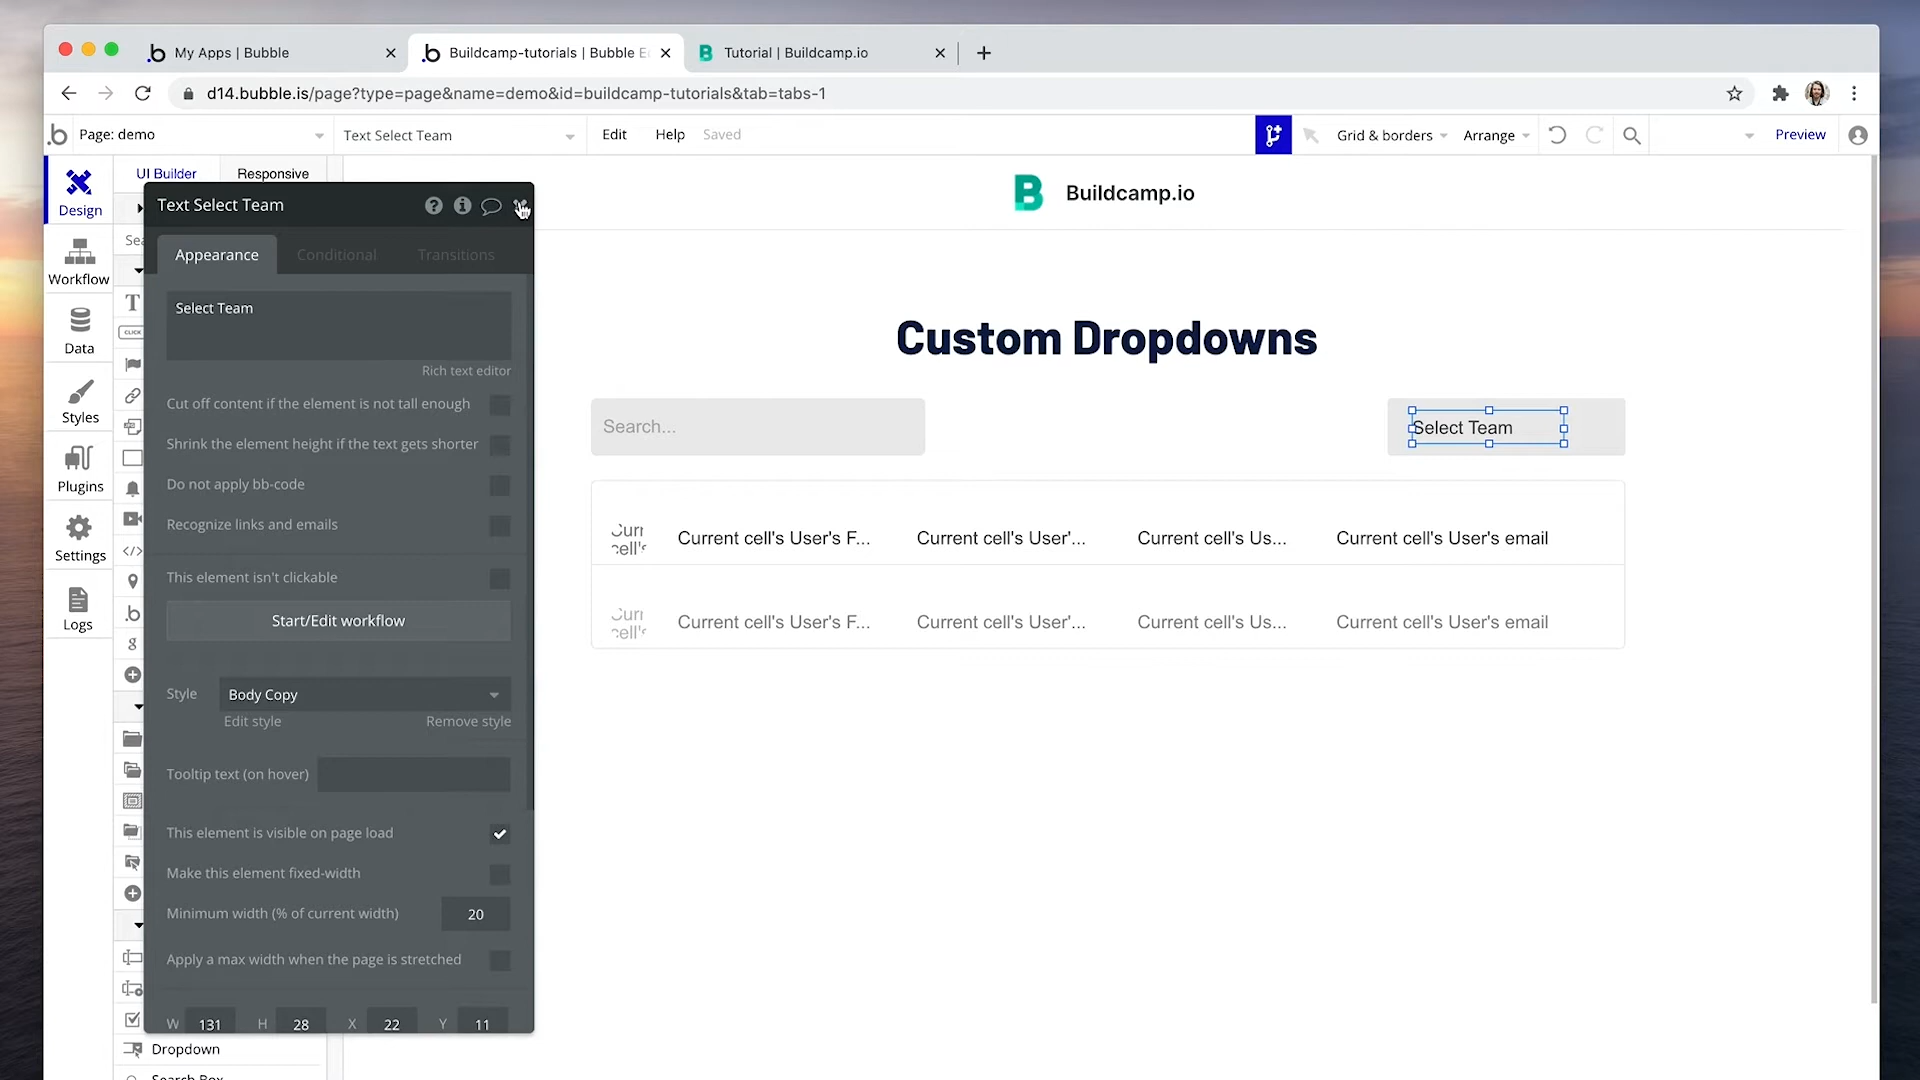 My Apps | Bubble
Buildcamp-tutorials | Bubble E
Tutorial | Buildcamp.io
d14.bubble.is/page?type=page&name=demo&id=buildcamp-tutorials&tab=tabs-1
Page: demo
Text Select Team
Edit
Help
Saved
Grid & borders
Arrange
Preview
Design
Workflow
Data
Styles
Plugins
Settings
Logs
UI Builder
Responsive
Sea
CLICK
Dropdown
Search Box
Text Select Team
Appearance
Conditional
Transitions
Select Team
Rich text editor
Cut off content if the element is not tall enough
Shrink the element height if the text gets shorter
Do not apply bb-code
Recognize links and emails
This element isn't clickable
Start/Edit workflow
Style
Body Copy
Edit style
Remove style
Tooltip text (on hover)
This element is visible on page load
Make this element fixed-width
Minimum width (% of current width)
20
Apply a max width when the page is stretched
W 131 H 28 X 22 Y 11
Buildcamp.io
Custom Dropdowns
Search...
Select Team
Curr
cell's
Current cell's User's F...
Current cell's User'...
Current cell's Us...
Current cell's User's email
Curr
cell's
Current cell's User's F...
Current cell's User'...
Current cell's Us...
Current cell's User's email